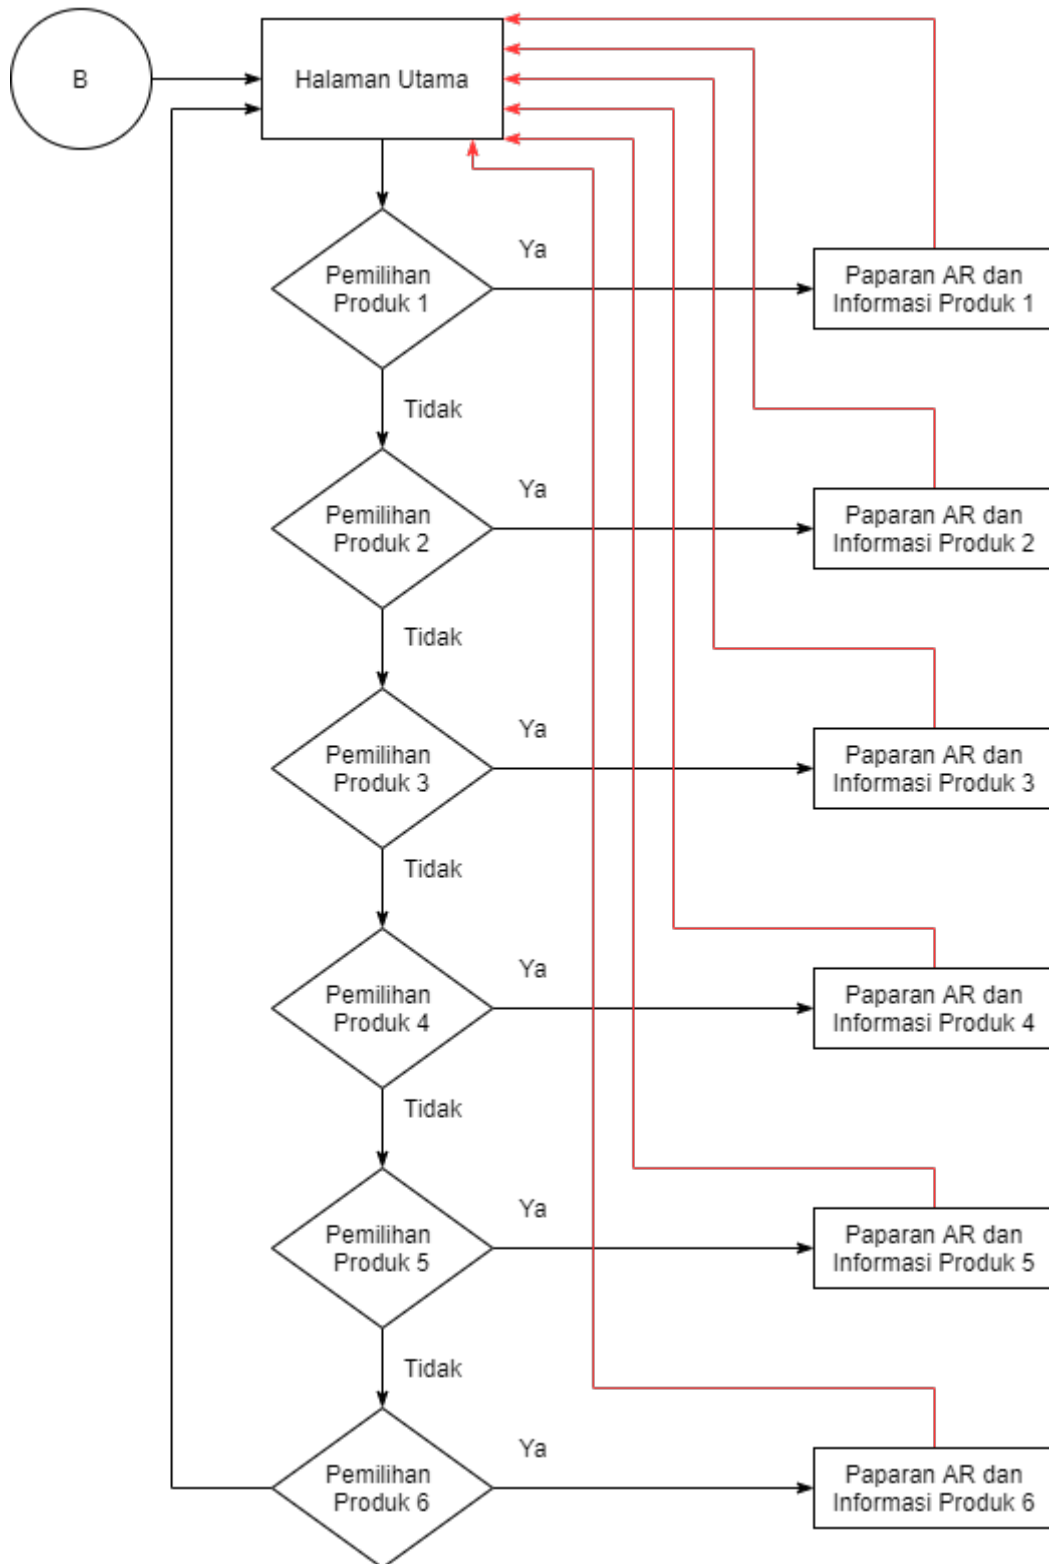 B
Halaman Utama
Pemilihan
Produk 1
Ya
Paparan AR dan
Informasi Produk 1
Tidak
Pemilihan
Produk 2
Ya
Paparan AR dan
Informasi Produk 2
Tidak
Pemilihan
Produk 3
Ya
Paparan AR dan
Informasi Produk 3
Tidak
Pemilihan
Produk 4
Ya
Paparan AR dan
Informasi Produk 4
Tidak
Pemilihan
Produk 5
Ya
Paparan AR dan
Informasi Produk 5
Tidak
Pemilihan
Produk 6
Ya
Paparan AR dan
Informasi Produk 6